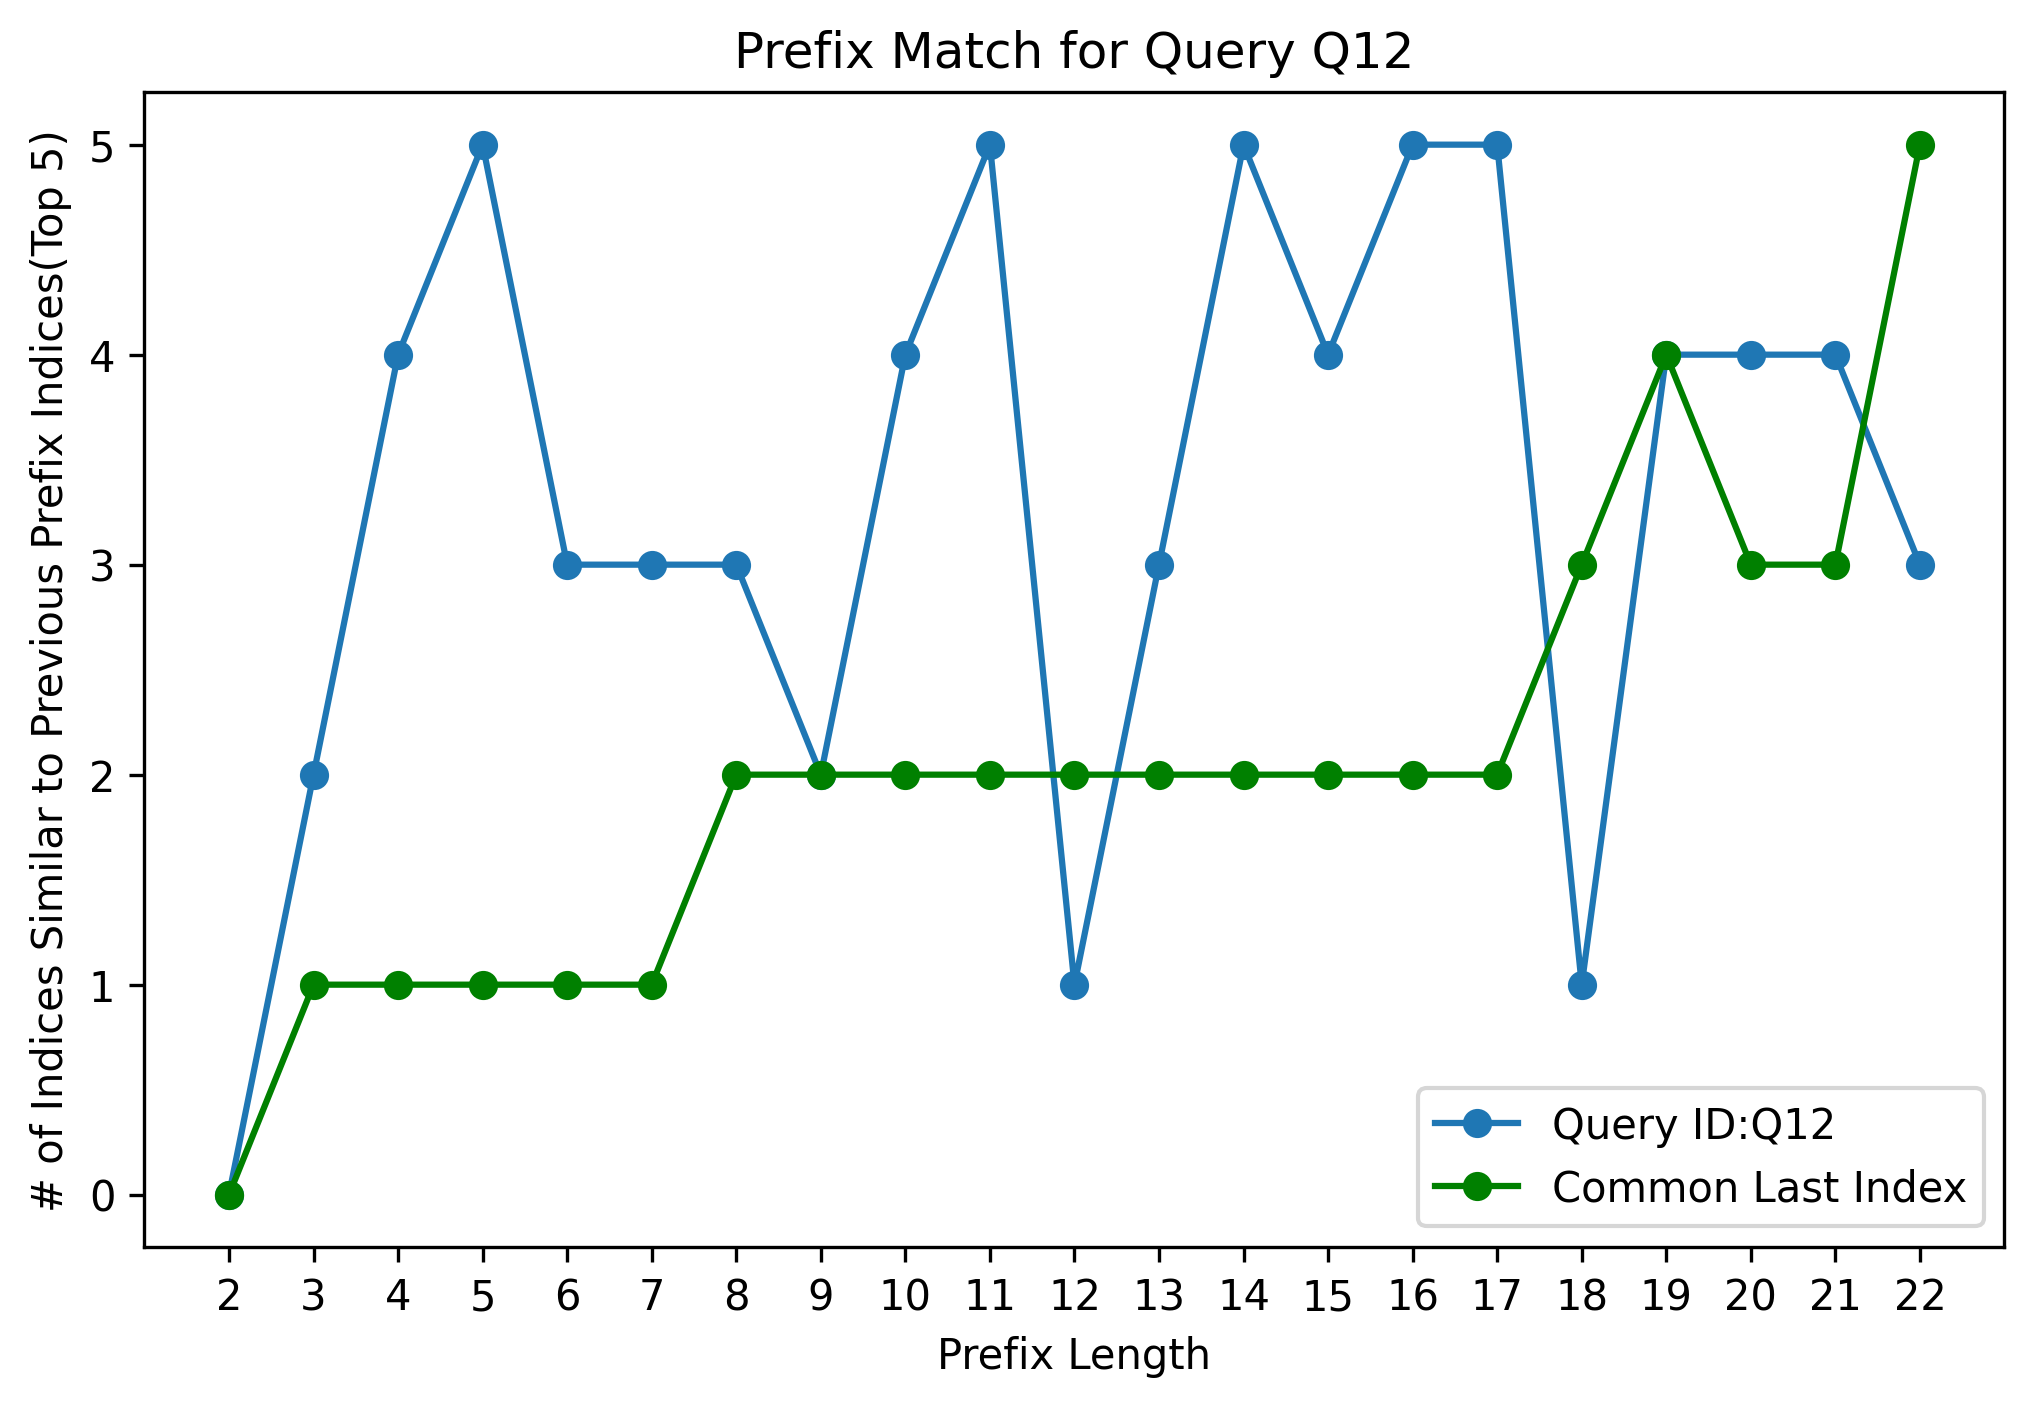 Prefix Match for Query Q12
# of Indices Similar to Previous Prefix Indices(Top 5)
5
4
3
2
1
0
Query ID:Q12
Common Last Index
2 3 4 5 6 7 8 9 10 11 12 13 14 15 16 17 18 19 20 21 22
Prefix Length